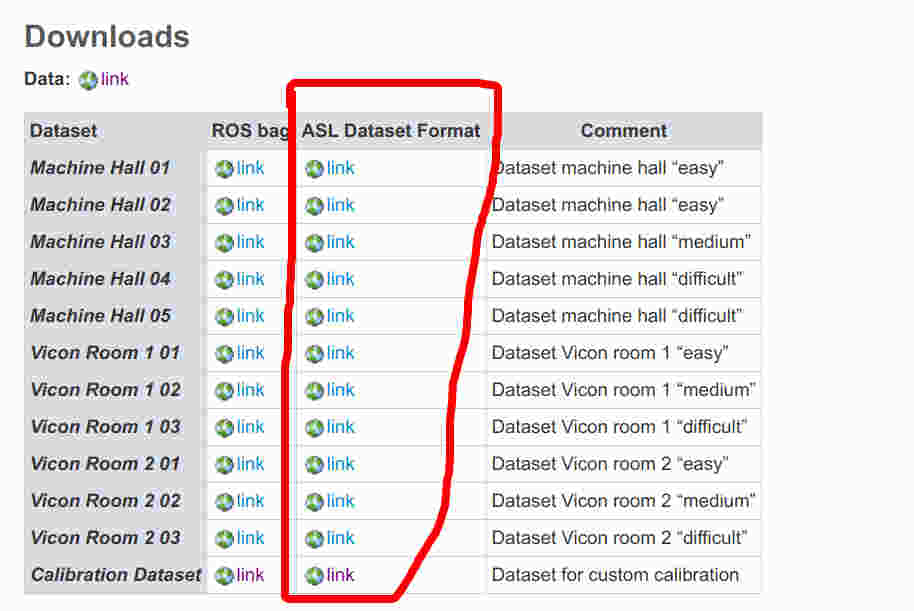 Downloads
Data: link
Dataset ROS bag ASL Dataset Format Comment
Machine Hall 01 link link Dataset machine hall “easy”
Machine Hall 02 link link Dataset machine hall “easy”
Machine Hall 03 link link Dataset machine hall “medium”
Machine Hall 04 link link Dataset machine hall “difficult”
Machine Hall 05 link link Dataset machine hall “difficult”
Vicon Room 1 01 link link Dataset Vicon room 1 “easy”
Vicon Room 1 02 link link Dataset Vicon room 1 “medium”
Vicon Room 1 03 link link Dataset Vicon room 1 “difficult”
Vicon Room 2 01 link link Dataset Vicon room 2 “easy”
Vicon Room 2 02 link link Dataset Vicon room 2 “medium”
Vicon Room 2 03 link link Dataset Vicon room 2 “difficult”
Calibration Dataset link link Dataset for custom calibration